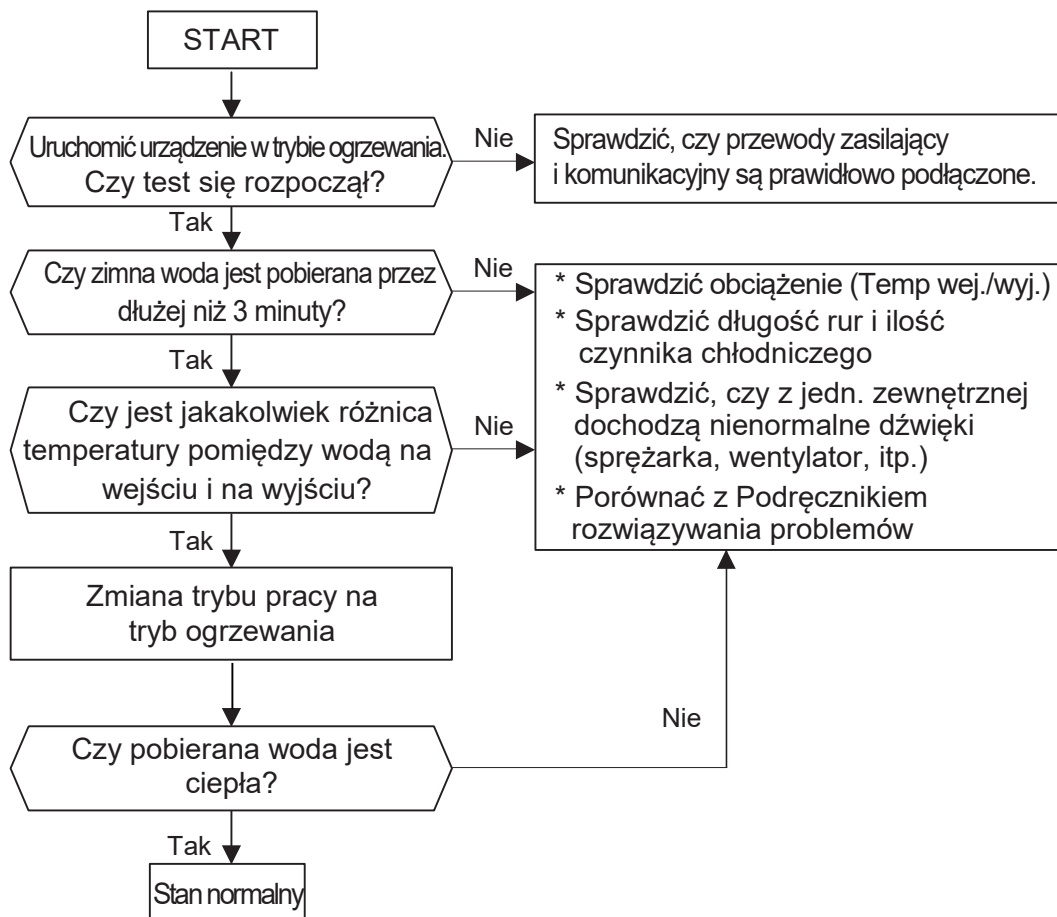 START
Uruchomić urządzenie w trybie ogrzewania.
Czy test się rozpoczął?
Nie
Sprawdzić, czy przewody zasilający
i komunikacyjny są prawidłowo podłączone.
Tak
Czy zimna woda jest pobierana przez
dłużej niż 3 minuty?
Nie
* Sprawdzić obciążenie (Temp wej./wyj.)
* Sprawdzić długość rur i ilość
czynnika chłodniczego
* Sprawdzić, czy z jedn. zewnętrznej
dochodzą nienormalne dźwięki
(sprężarka, wentylator, itp.)
* Porównać z Podręcznikiem
rozwiązywania problemów
Tak
Czy jest jakakolwiek różnica
temperatury pomiędzy wodą na
wejściu i na wyjściu?
Nie
Tak
Zmiana trybu pracy na
tryb ogrzewania
Nie
Czy pobierana woda jest
ciepła?
Tak
Stan normalny